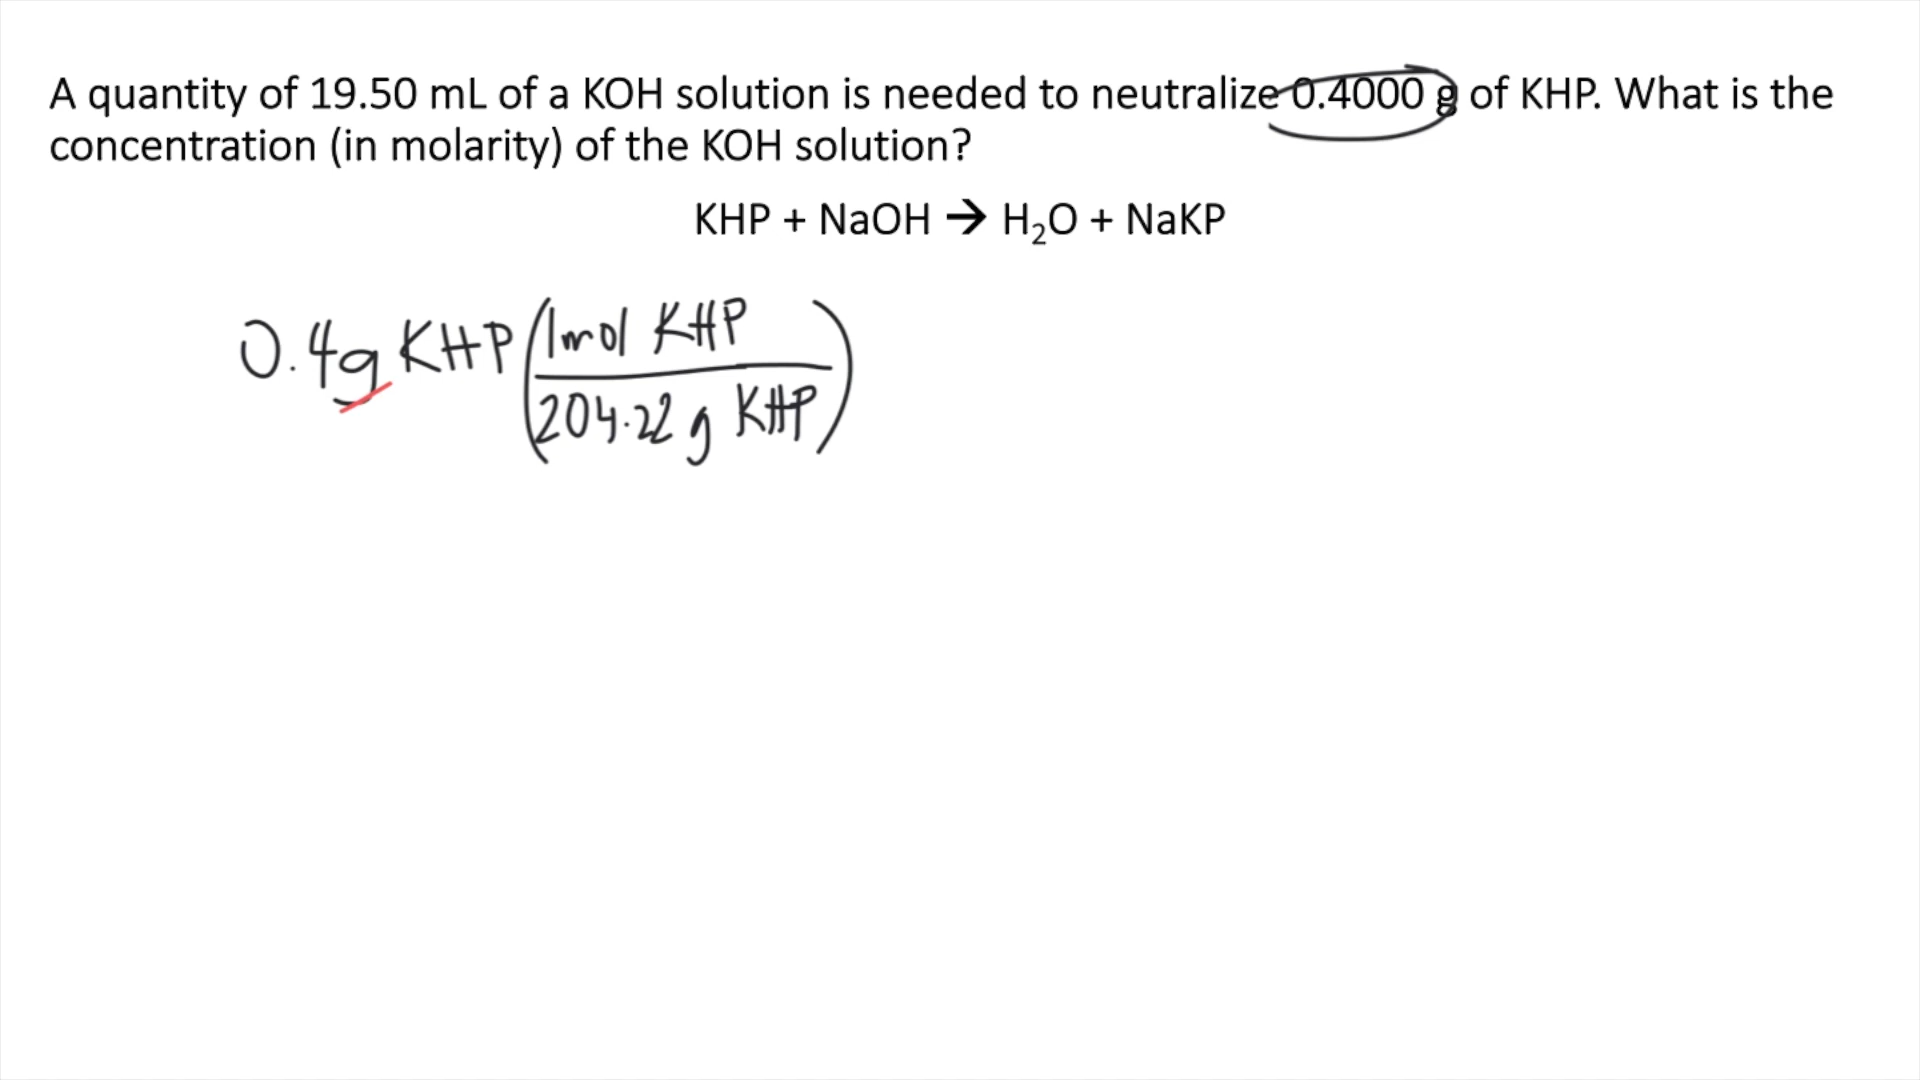 A quantity of 19.50 mL of a KOH solution is needed to neutralize 0.4000 g of KHP. What is the
concentration (in molarity) of the KOH solution?
KHP + NaOH → H₂O + NaKP
0.4g KHP (1mol KHP
204.22 g KHP)